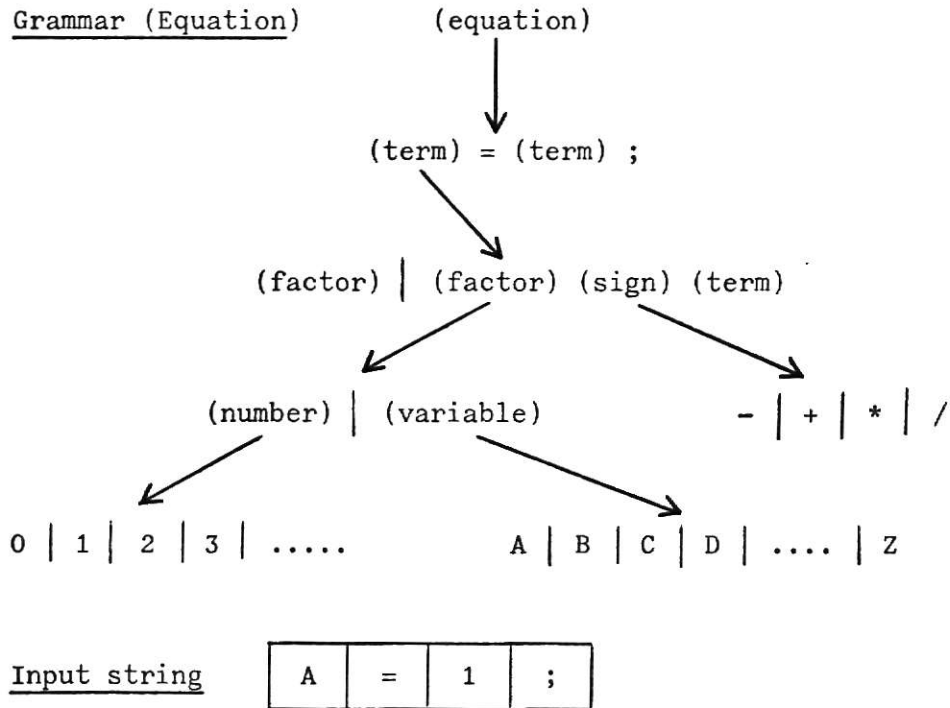 Grammar (Equation) (equation)
(term) = (term) ;
(factor) | (factor) (sign) (term)
(number) | (variable) - | + | * | /
0 | 1 | 2 | 3 | ..... A | B | C | D | .... | Z
Input string A = 1 ;